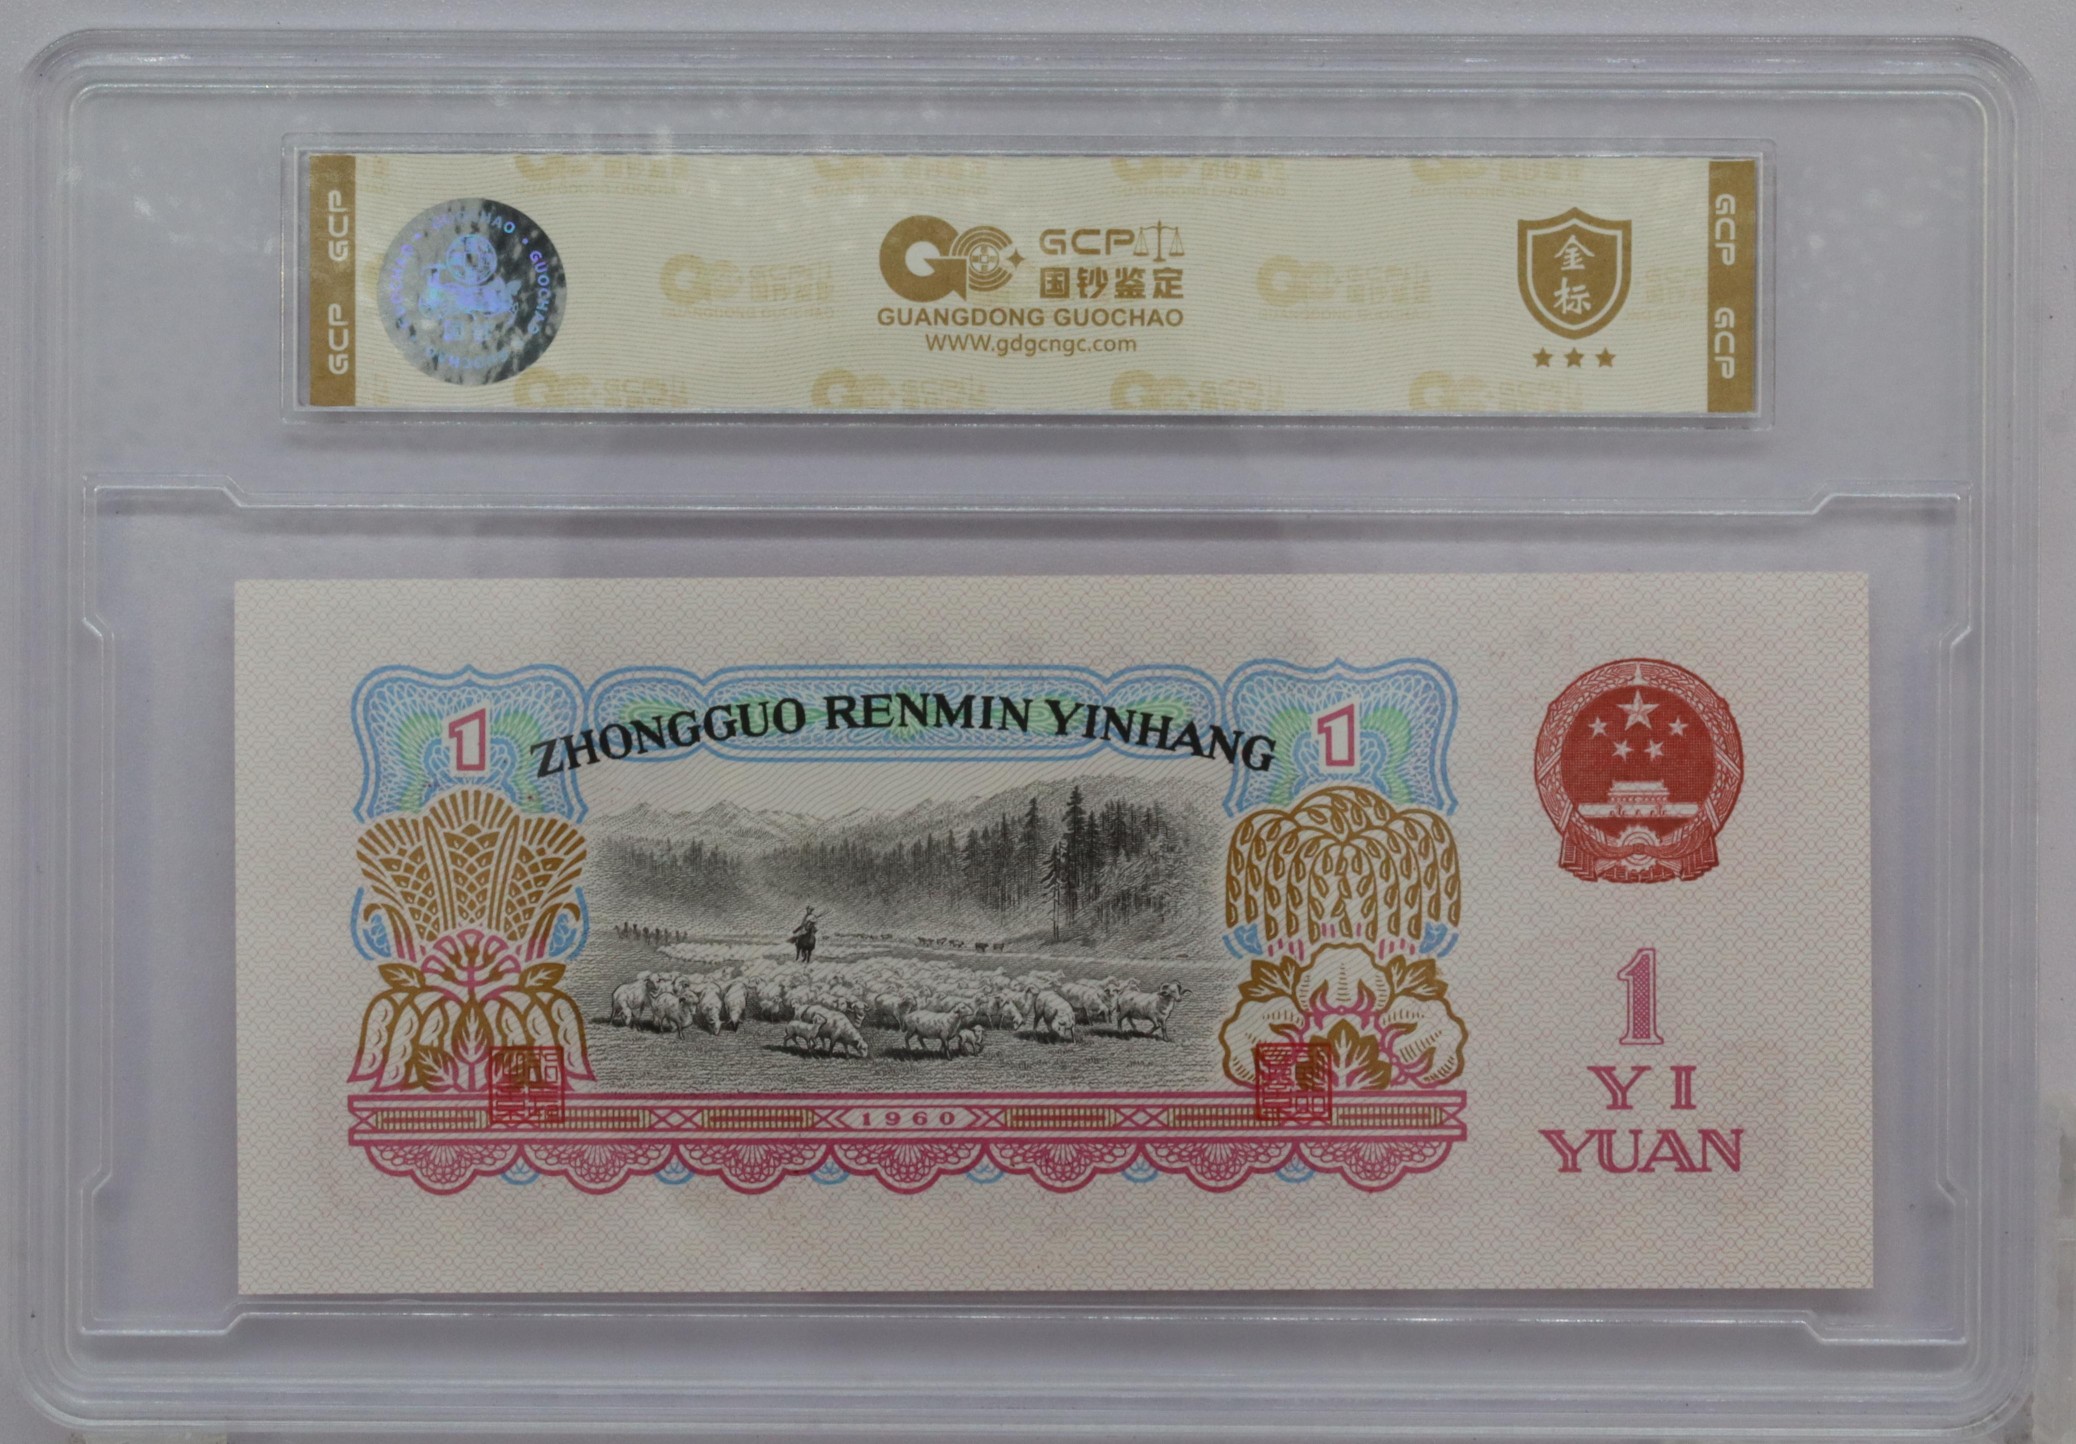 GCP GCP
GUOCHAO
GCP
国钞鉴定
GUANGDONG GUOCHAO
WWW.gdgcngc.com
金
标
GCP GCP
ZHONGGUO RENMIN YINHANG
1
1
1960
1
YI
YUAN